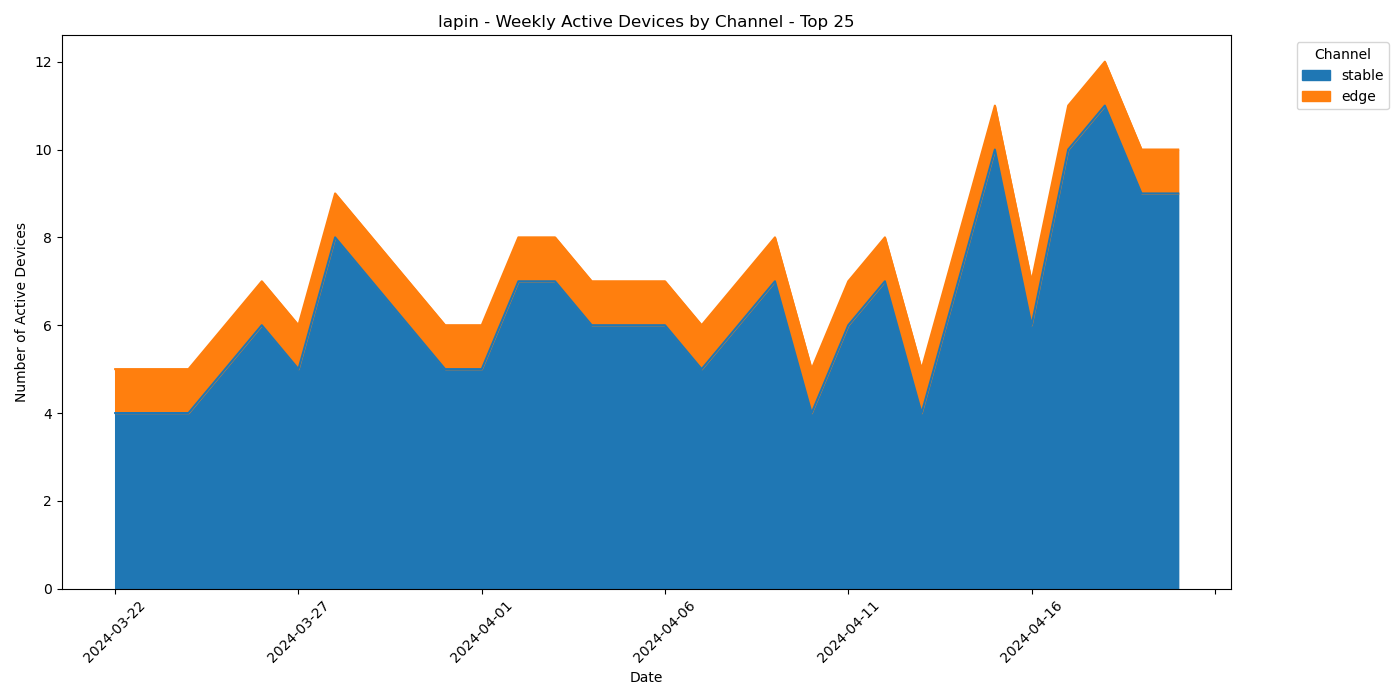 lapin - Weekly Active Devices by Channel - Top 25
Channel
stable
edge
Number of Active Devices
12
10
8
6
4
2
0
2024-03-22
2024-03-27
2024-04-01
2024-04-06
2024-04-11
2024-04-16
Date